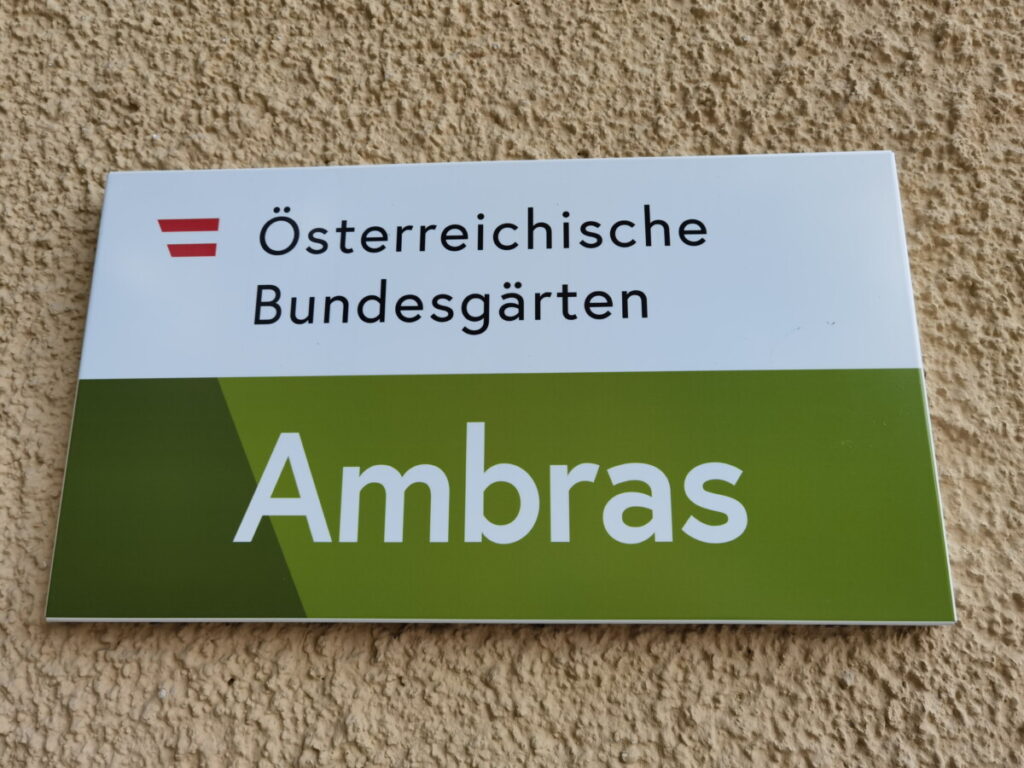 Österreichische
Bundesgärten
Ambras